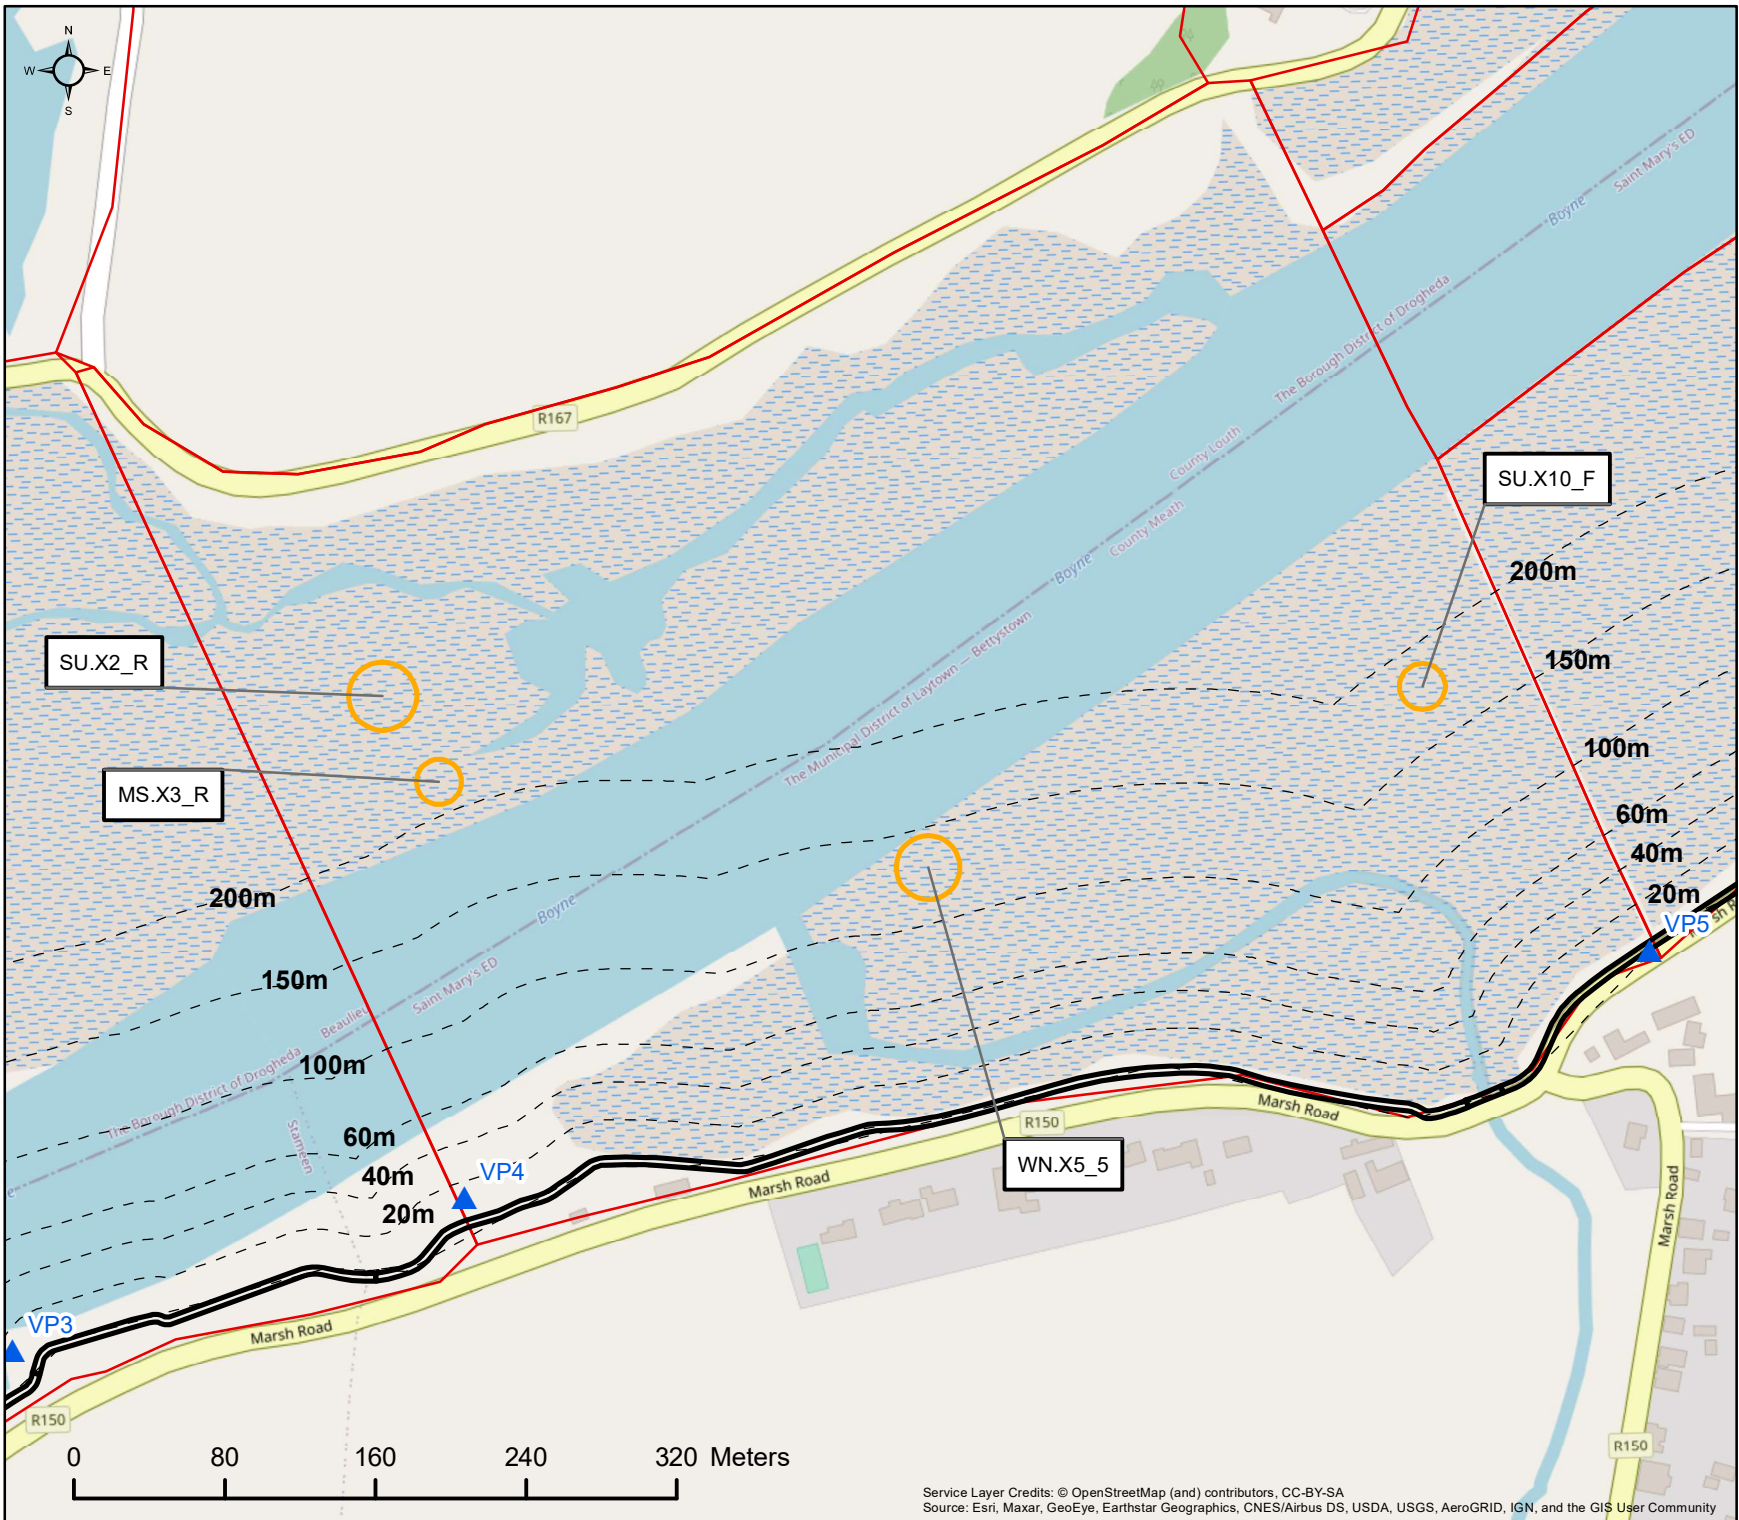 N
W E
S
Saint Mary's ED
Boyne
The Borough District of Drogheda
R167
County Louth
County Meath
SU.X10_F
Boyne
200m
The Municipal District of Laytown — Bettystown
SU.X2_R
150m
MS.X3_R
100m
60m
40m
200m
20m
VP5
Boyne
150m
Saint Mary's ED
Beaulieu
100m
The Borough District of Drogheda
60m
Stameen
40m
20m
VP4
R150
Marsh Road
WN.X5_5
Marsh Road
Marsh Road
VP3
Marsh Road
R150
R150
0 80 160 240 320 Meters
Service Layer Credits: © OpenStreetMap (and) contributors, CC-BY-SA
Source: Esri, Maxar, GeoEye, Earthstar Geographics, CNES/Airbus DS, USDA, USGS, AeroGRID, IGN, and the GIS User Community